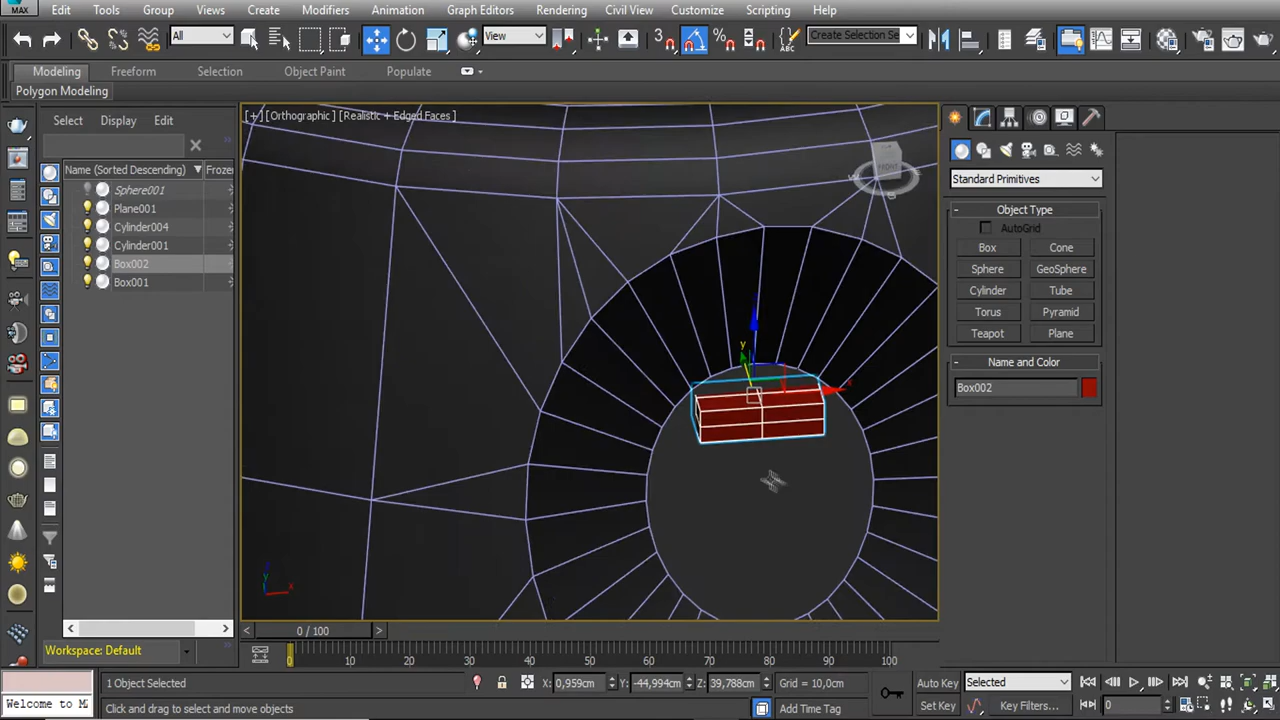 MAX
Edit Tools Group Views Create Modifiers Animation Graph Editors Rendering Civil View Customize Scripting Help
All View Create Selection Se
Modeling Freeform Selection Object Paint Populate
Polygon Modeling
Select Display Edit
Name (Sorted Descending) Frozen
Sphere001
Plane001
Cylinder004
Cylinder001
Box002
Box001
[+] [Orthographic] [Realistic + Edged Faces]
FRONT
Standard Primitives
Object Type
AutoGrid
Box Cone
Sphere GeoSphere
Cylinder Tube
Torus Pyramid
Teapot Plane
Name and Color
Box002
y
x
y
x
0 / 100
Workspace: Default
0 10 20 30 40 50 60 70 80 90 100
1 Object Selected X: 0,959cm Y: -44,994cm Z: 39,788cm Grid = 10,0cm Auto Key Selected
Welcome to M Click and drag to select and move objects Add Time Tag Set Key Key Filters... 0